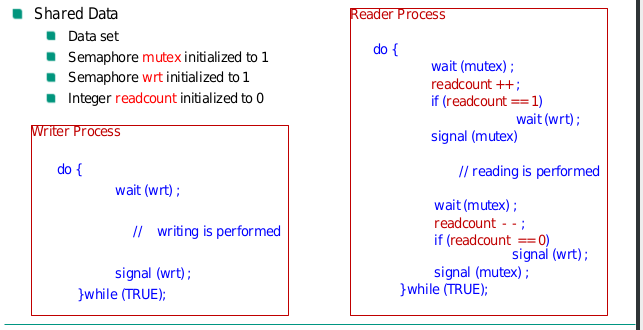 Shared Data
Data set
Semaphore mutex initialized to 1
Semaphore wrt initialized to 1
Integer readcount initialized to 0
Writer Process
do {
wait (wrt) ;
// writing is performed
signal (wrt) ;
}while (TRUE);
Reader Process
do {
wait (mutex) ;
readcount ++ ;
if (readcount == 1)
wait (wrt) ;
signal (mutex)
// reading is performed
wait (mutex) ;
readcount - - ;
if (readcount == 0)
signal (wrt) ;
signal (mutex) ;
}while (TRUE);